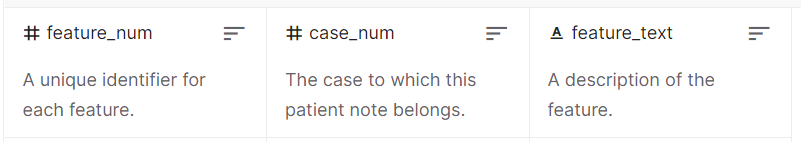 # feature_num
# case_num
A feature_text
A unique identifier for
each feature.
The case to which this
patient note belongs.
A description of the
feature.